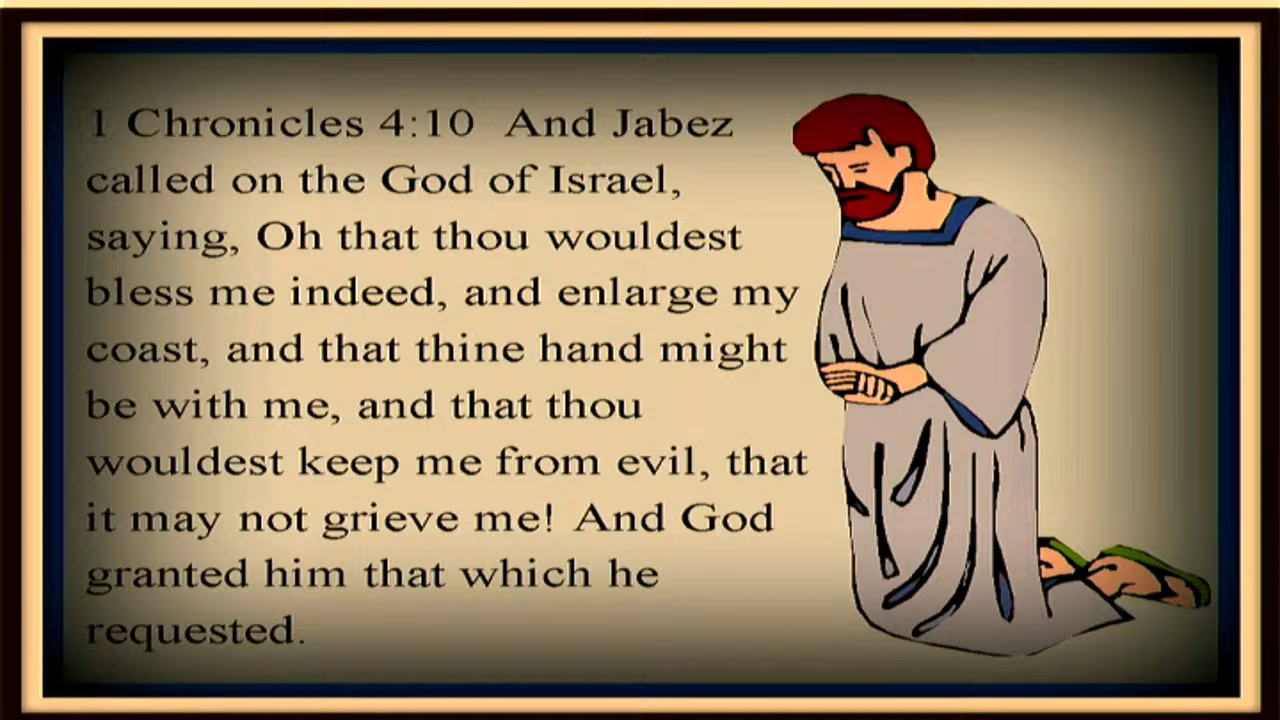 1 Chronicles 4:10 And Jabez
called on the God of Israel,
saying, Oh that thou wouldest
bless me indeed, and enlarge my
coast, and that thine hand might
be with me, and that thou
wouldest keep me from evil, that
it may not grieve me! And God
granted him that which he
requested.